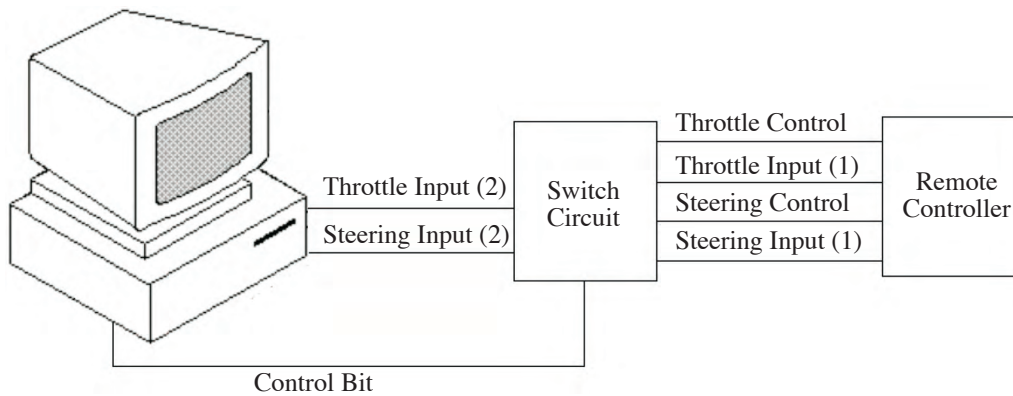 Throttle Control
Throttle Input (1)
Steering Control
Steering Input (1)
Throttle Input (2)
Steering Input (2)
Switch
Circuit
Remote
Controller
Control Bit